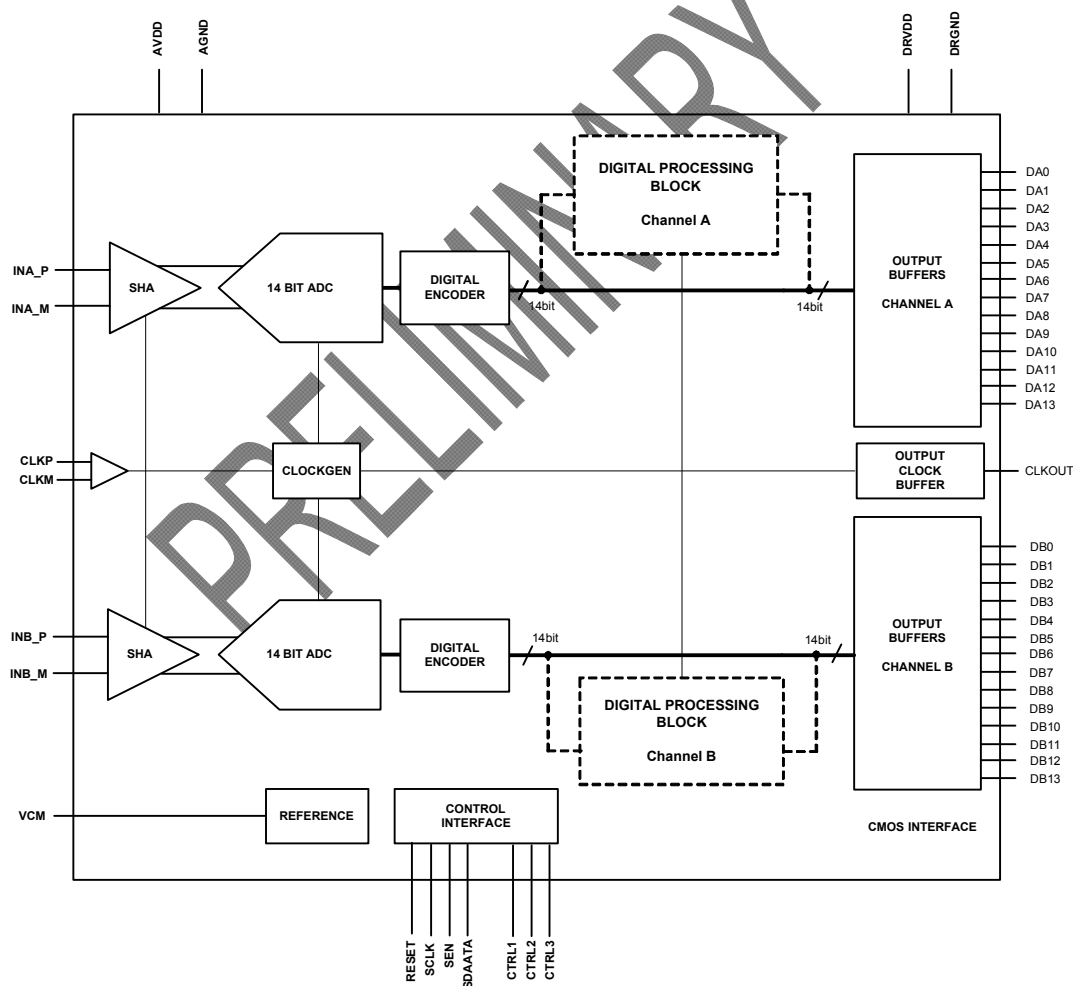 AVDD
AGND
DRVDD
DRGND
PRELIMINARY
DIGITAL PROCESSING
BLOCK
Channel A
INA_P
INA_M
SHA
14 BIT ADC
DIGITAL
ENCODER
14bit
14bit
OUTPUT
BUFFERS
CHANNEL A
DA0
DA1
DA2
DA3
DA4
DA5
DA6
DA7
DA8
DA9
DA10
DA11
DA12
DA13
CLKP
CLKM
CLOCKGEN
OUTPUT
CLOCK
BUFFER
CLKOUT
INB_P
INB_M
SHA
14 BIT ADC
DIGITAL
ENCODER
14bit
14bit
DIGITAL PROCESSING
BLOCK
Channel B
OUTPUT
BUFFERS
CHANNEL B
DB0
DB1
DB2
DB3
DB4
DB5
DB6
DB7
DB8
DB9
DB10
DB11
DB12
DB13
VCM
REFERENCE
CONTROL
INTERFACE
CMOS INTERFACE
RESET
SCLK
SEN
SDAATA
CTRL1
CTRL2
CTRL3